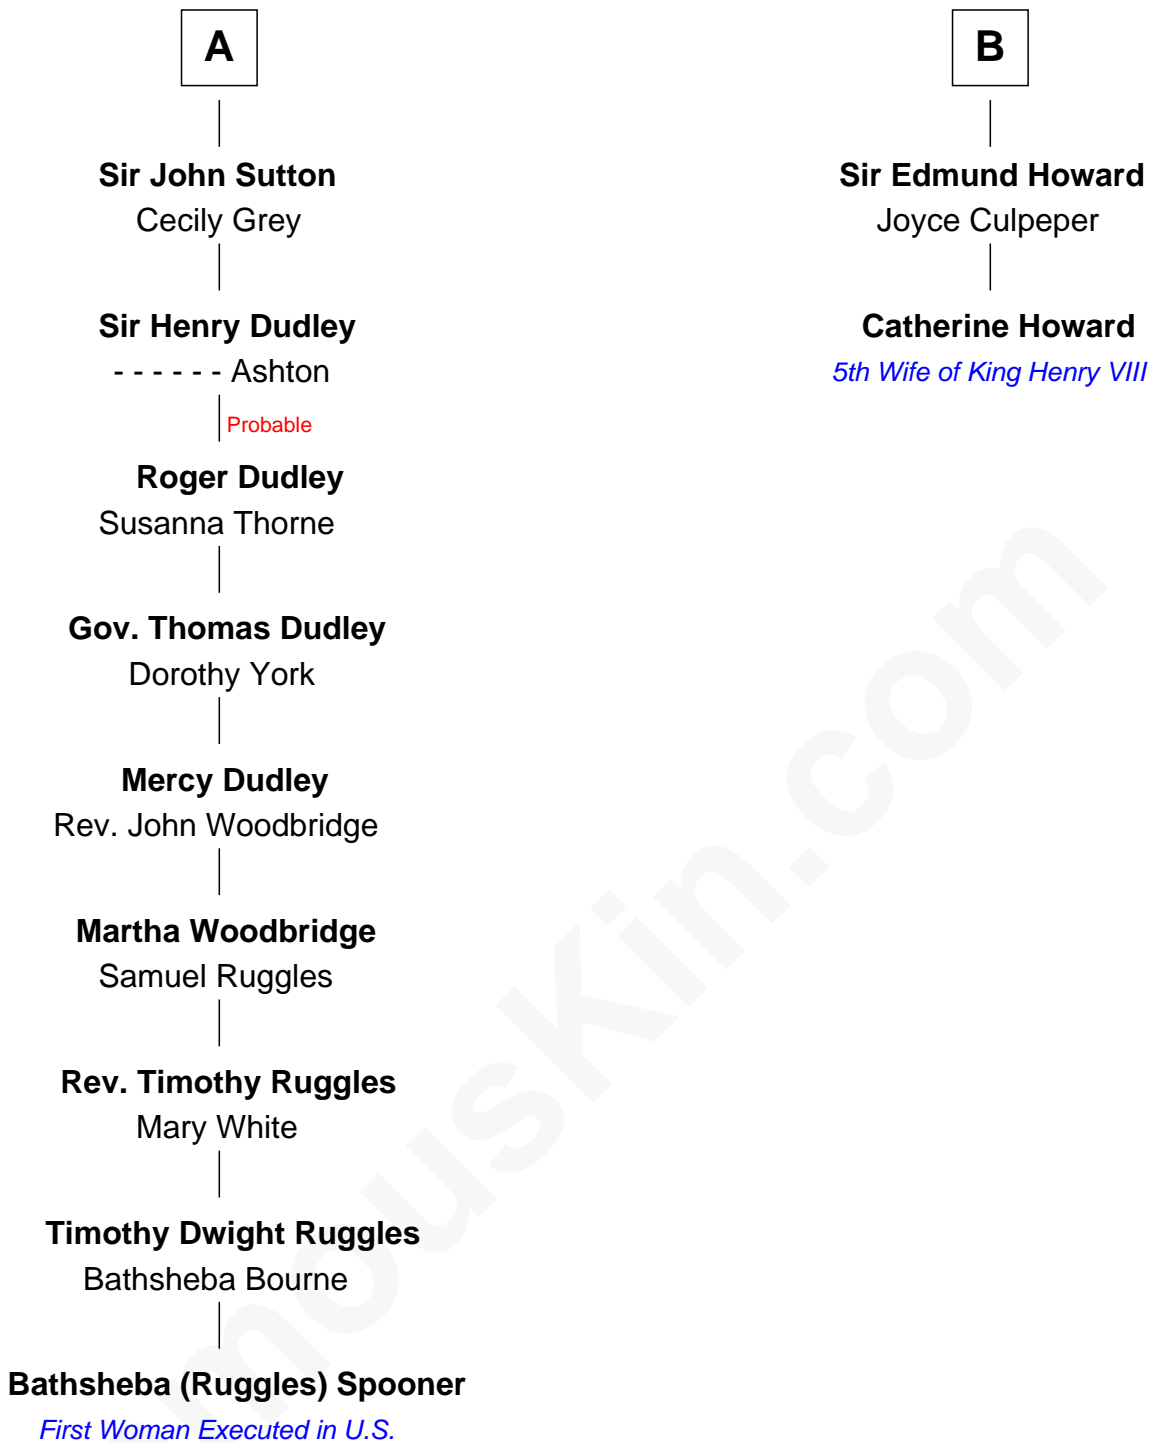 A
Sir John Sutton
Cecily Grey
Sir Henry Dudley
- - - - - - Ashton
Probable
Roger Dudley
Susanna Thorne
Gov. Thomas Dudley
Dorothy York
Mercy Dudley
Rev. John Woodbridge
Martha Woodbridge
Samuel Ruggles
Rev. Timothy Ruggles
Mary White
Timothy Dwight Ruggles
Bathsheba Bourne
Bathsheba (Ruggles) Spooner
First Woman Executed in U.S.
B
Sir Edmund Howard
Joyce Culpeper
Catherine Howard
5th Wife of King Henry VIII
mousKin.com